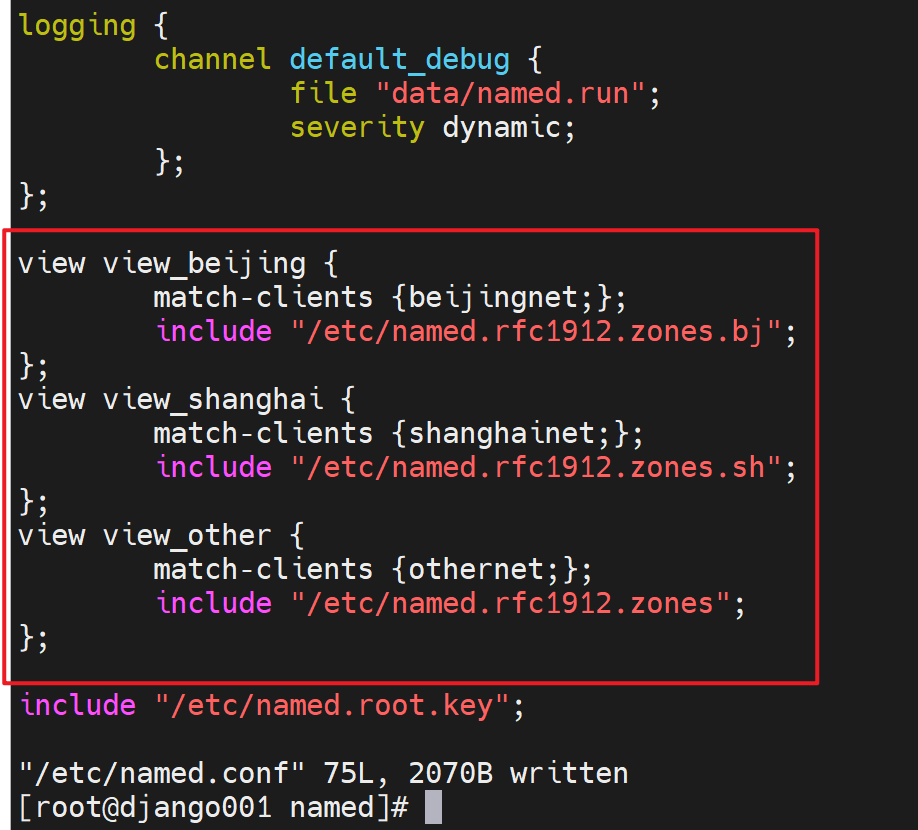 logging {
        channel default_debug {
                file "data/named.run";
                severity dynamic;
        };
};
view view_beijing {
        match-clients {beijingnet;};
        include "/etc/named.rfc1912.zones.bj";
};
view view_shanghai {
        match-clients {shanghainet;};
        include "/etc/named.rfc1912.zones.sh";
};
view view_other {
        match-clients {othernet;};
        include "/etc/named.rfc1912.zones";
};
include "/etc/named.root.key";
"/etc/named.conf" 75L, 2070B written
[root@django001 named]#